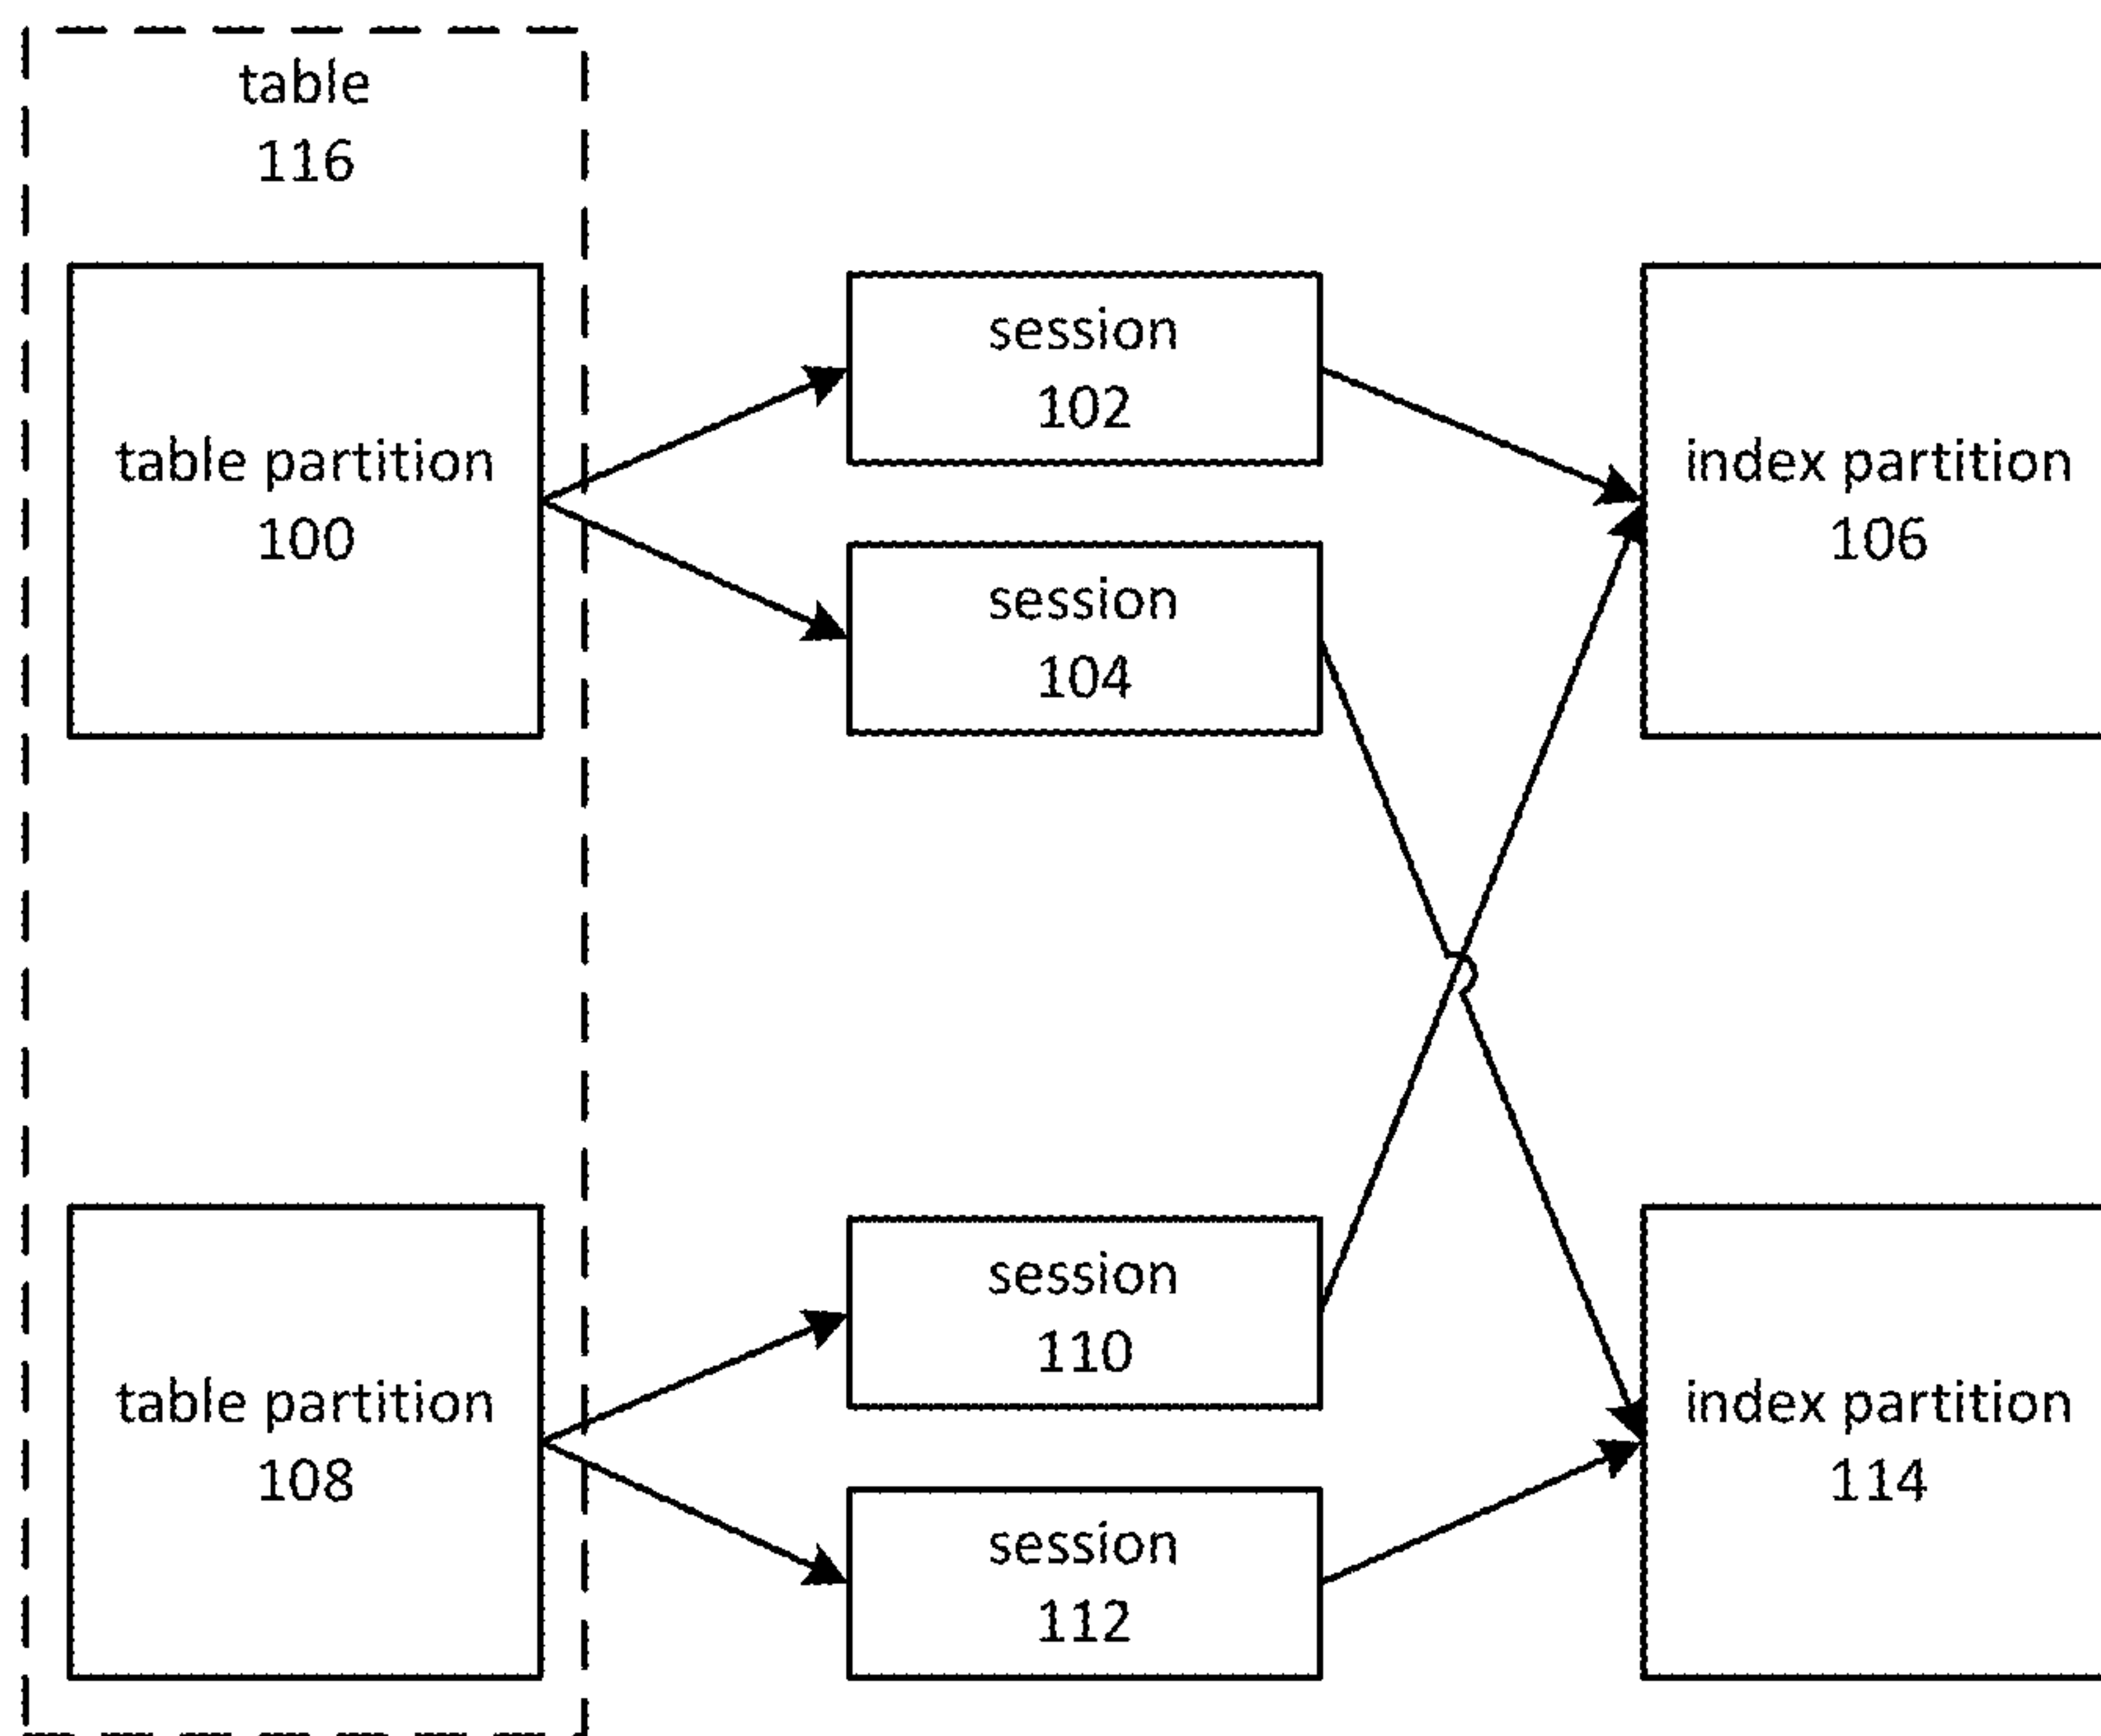 table
116
table partition
100
session
102
session
104
index partition
106
table partition
108
session
110
session
112
index partition
114